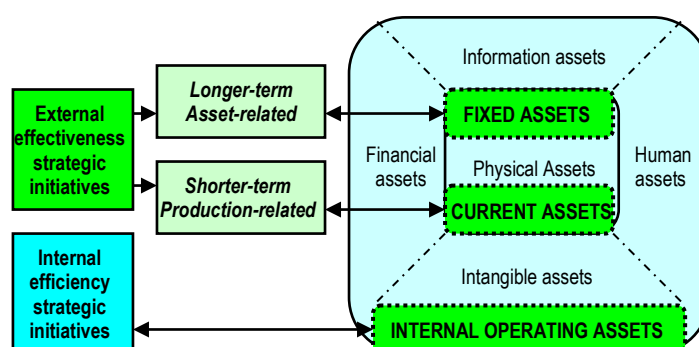 Information assets
Longer-term
Asset-related
External
effectiveness
strategic
initiatives
FIXED ASSETS
Financial
assets
Physical Assets
Human
assets
Shorter-term
Production-related
CURRENT ASSETS
Internal
efficiency
strategic
initiatives
Intangible assets
INTERNAL OPERATING ASSETS